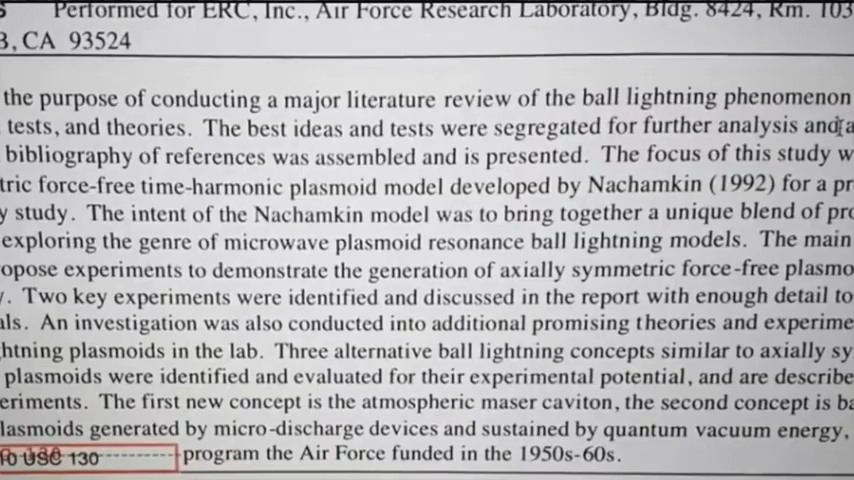 Performed for ERC, Inc., Air Force Research Laboratory, Bldg. 8424, Rm. 103
B, CA 93524
the purpose of conducting a major literature review of the ball lightning phenomenon
tests, and theories. The best ideas and tests were segregated for further analysis and a
bibliography of references was assembled and is presented. The focus of this study w
tric force-free time-harmonic plasmoid model developed by Nachamkin (1992) for a pr
y study. The intent of the Nachamkin model was to bring together a unique blend of pro
exploring the genre of microwave plasmoid resonance ball lightning models. The main
opose experiments to demonstrate the generation of axially symmetric force-free plasmo
y. Two key experiments were identified and discussed in the report with enough detail to
als. An investigation was also conducted into additional promising theories and experime
htning plasmoids in the lab. Three alternative ball lightning concepts similar to axially sy
plasmoids were identified and evaluated for their experimental potential, and are describe
eriments. The first new concept is the atmospheric maser caviton, the second concept is ba
lasmoids generated by micro-discharge devices and sustained by quantum vacuum energy,
10 USC 130 program the Air Force funded in the 1950s-60s.